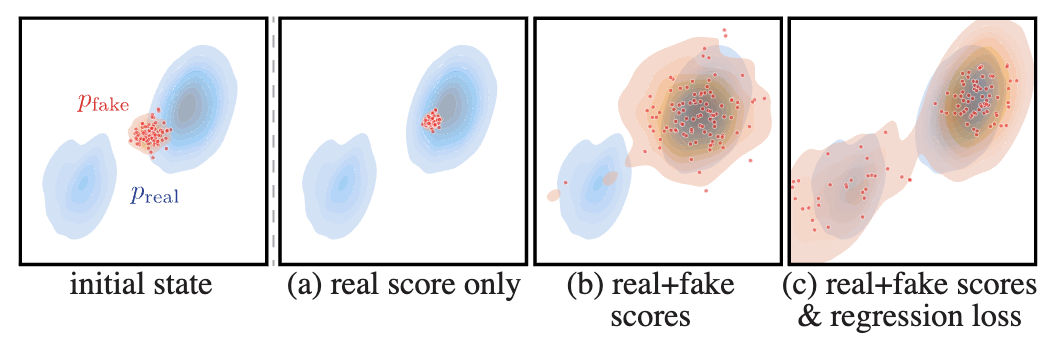 p_fake
p_real
initial state
(a) real score only
(b) real+fake
scores
(c) real+fake scores
& regression loss